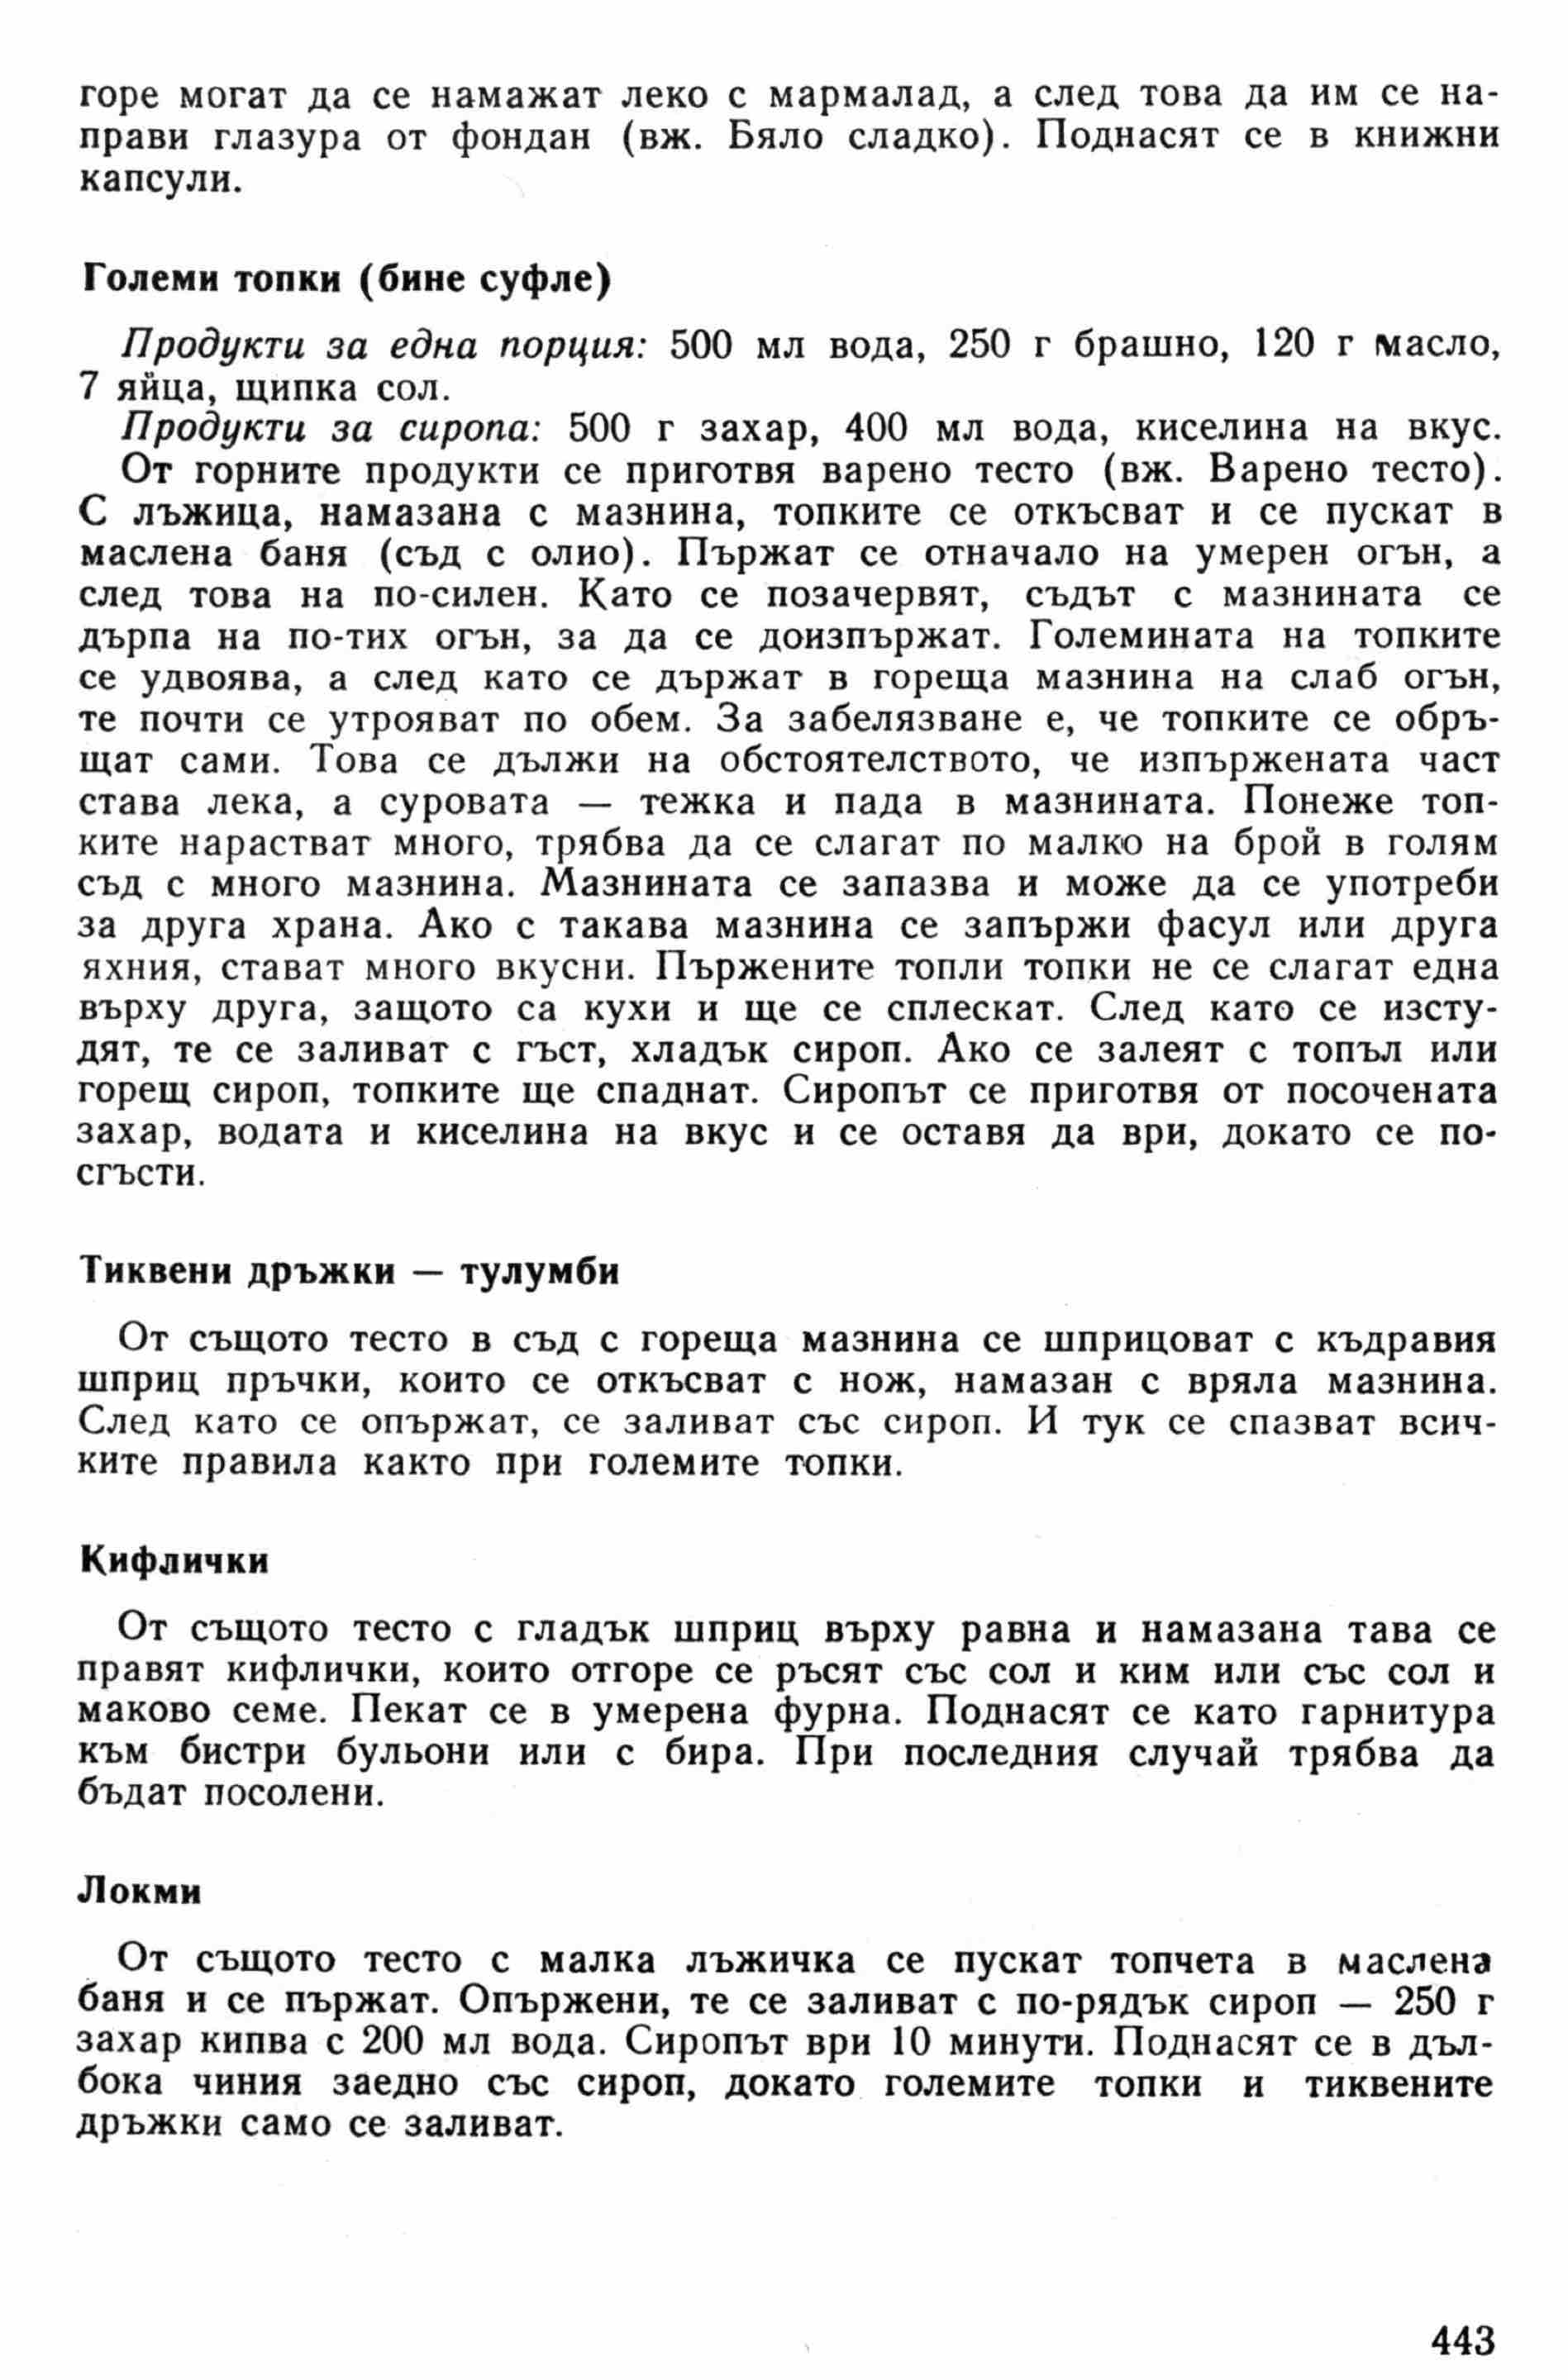 горе могат да се намажат леко с мармалад, а след това да им се на-
прави глазура от фондан (вж. Бяло сладко). Поднасят се в книжни
капсули.
Големи топки (бине суфле)
Продукти за една порция: 500 мл вода, 250 г брашно, 120 г масло,
7 яйца, щипка сол.
Продукти за сиропа: 500 г захар, 400 мл вода, киселина на вкус.
От горните продукти се приготвя варено тесто (вж. Варено тесто).
С лъжица, намазана с мазнина, топките се откъсват и се пускат в
маслена баня (съд с олио). Пържат се отначало на умерен огън, а
след това на по-силен. Като се позачервят, съдът с мазнината се
дърпа на по-тих огън, за да се доизпържат. Големината на топките
се удвоява, а след като се държат в гореща мазнина на слаб огън,
те почти се утрояват по обем. За забелязване е, че топките се обръ-
щат сами. Това се дължи на обстоятелството, че изпържената част
става лека, а суровата — тежка и пада в мазнината. Понеже топ-
ките нарастват много, трябва да се слагат по малко на брой в голям
съд с много мазнина. Мазнината се запазва и може да се употреби
за друга храна. Ако с такава мазнина се запържи фасул или друга
яхния, стават много вкусни. Пържените топли топки не се слагат една
върху друга, защото са кухи и ще се сплескат. След като се изсту-
дят, те се заливат с гъст, хладък сироп. Ако се залеят с топъл или
горещ сироп, топките ще спаднат. Сиропът се приготвя от посочената
захар, водата и киселина на вкус и се оставя да ври, докато се по-
сгъсти.
Тиквени дръжки — тулумби
От същото тесто в съд с гореща мазнина се шприцоват с къдравия
шприц пръчки, които се откъсват с нож, намазан с вряла мазнина.
След като се опържат, се заливат със сироп. И тук се спазват всич-
ките правила както при големите топки.
Кифлички
От същото тесто с гладък шприц върху равна и намазана тава се
правят кифлички, които отгоре се ръсят със сол и ким или със сол и
маково семе. Пекат се в умерена фурна. Поднасят се като гарнитура
към бистри бульони или с бира. При последния случай трябва да
бъдат посолени.
Локми
От същото тесто с малка лъжичка се пускат топчета в маслена
баня и се пържат. Опържени, те се заливат с по-рядък сироп — 250 г
захар кипва с 200 мл вода. Сиропът ври 10 минути. Поднасят се в дъл-
бока чиния заедно със сироп, докато големите топки и тиквените
дръжки само се заливат.
443